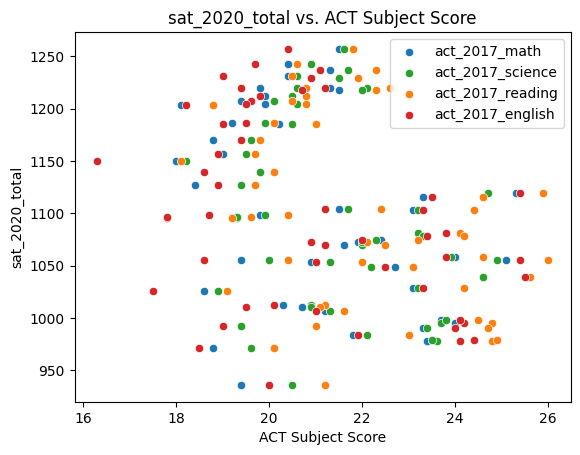 sat_2020_total vs. ACT Subject Score
act_2017_math
act_2017_science
act_2017_reading
act_2017_english
sat_2020_total
1250
1200
1150
1100
1050
1000
950
16 18 20 22 24 26
ACT Subject Score